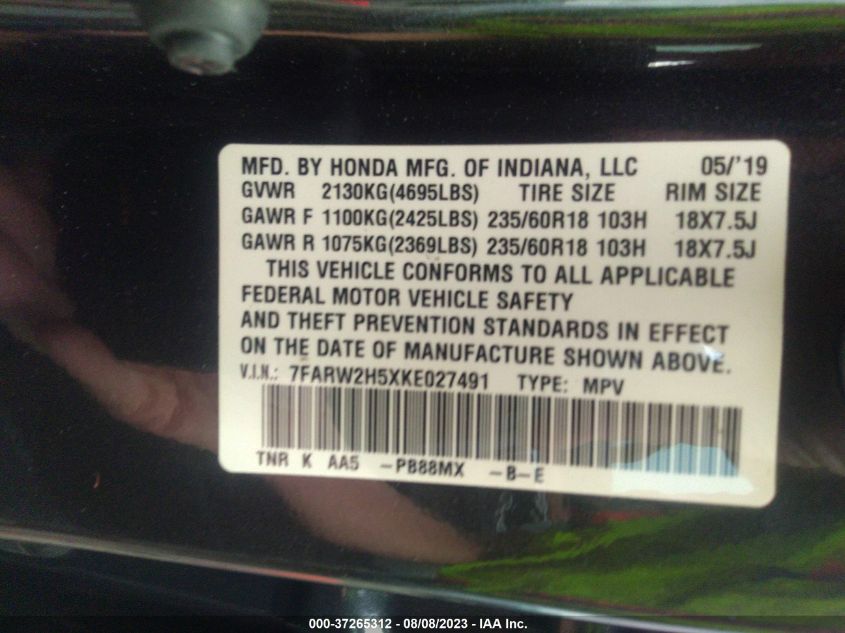 MFD. BY HONDA MFG. OF INDIANA, LLC 05/'19
GVWR 2130KG(4695LBS) TIRE SIZE RIM SIZE
GAWR F 1100KG(2425LBS) 235/60R18 103H 18X7.5J
GAWR R 1075KG(2369LBS) 235/60R18 103H 18X7.5J
THIS VEHICLE CONFORMS TO ALL APPLICABLE
FEDERAL MOTOR VEHICLE SAFETY
AND THEFT PREVENTION STANDARDS IN EFFECT
ON THE DATE OF MANUFACTURE SHOWN ABOVE.
V.I.N.: 7FARW2H5XKE027491 TYPE: MPV
TNR K AA5 -PB88MX -B-E
000-37265312 - 08/08/2023 - IAA Inc.